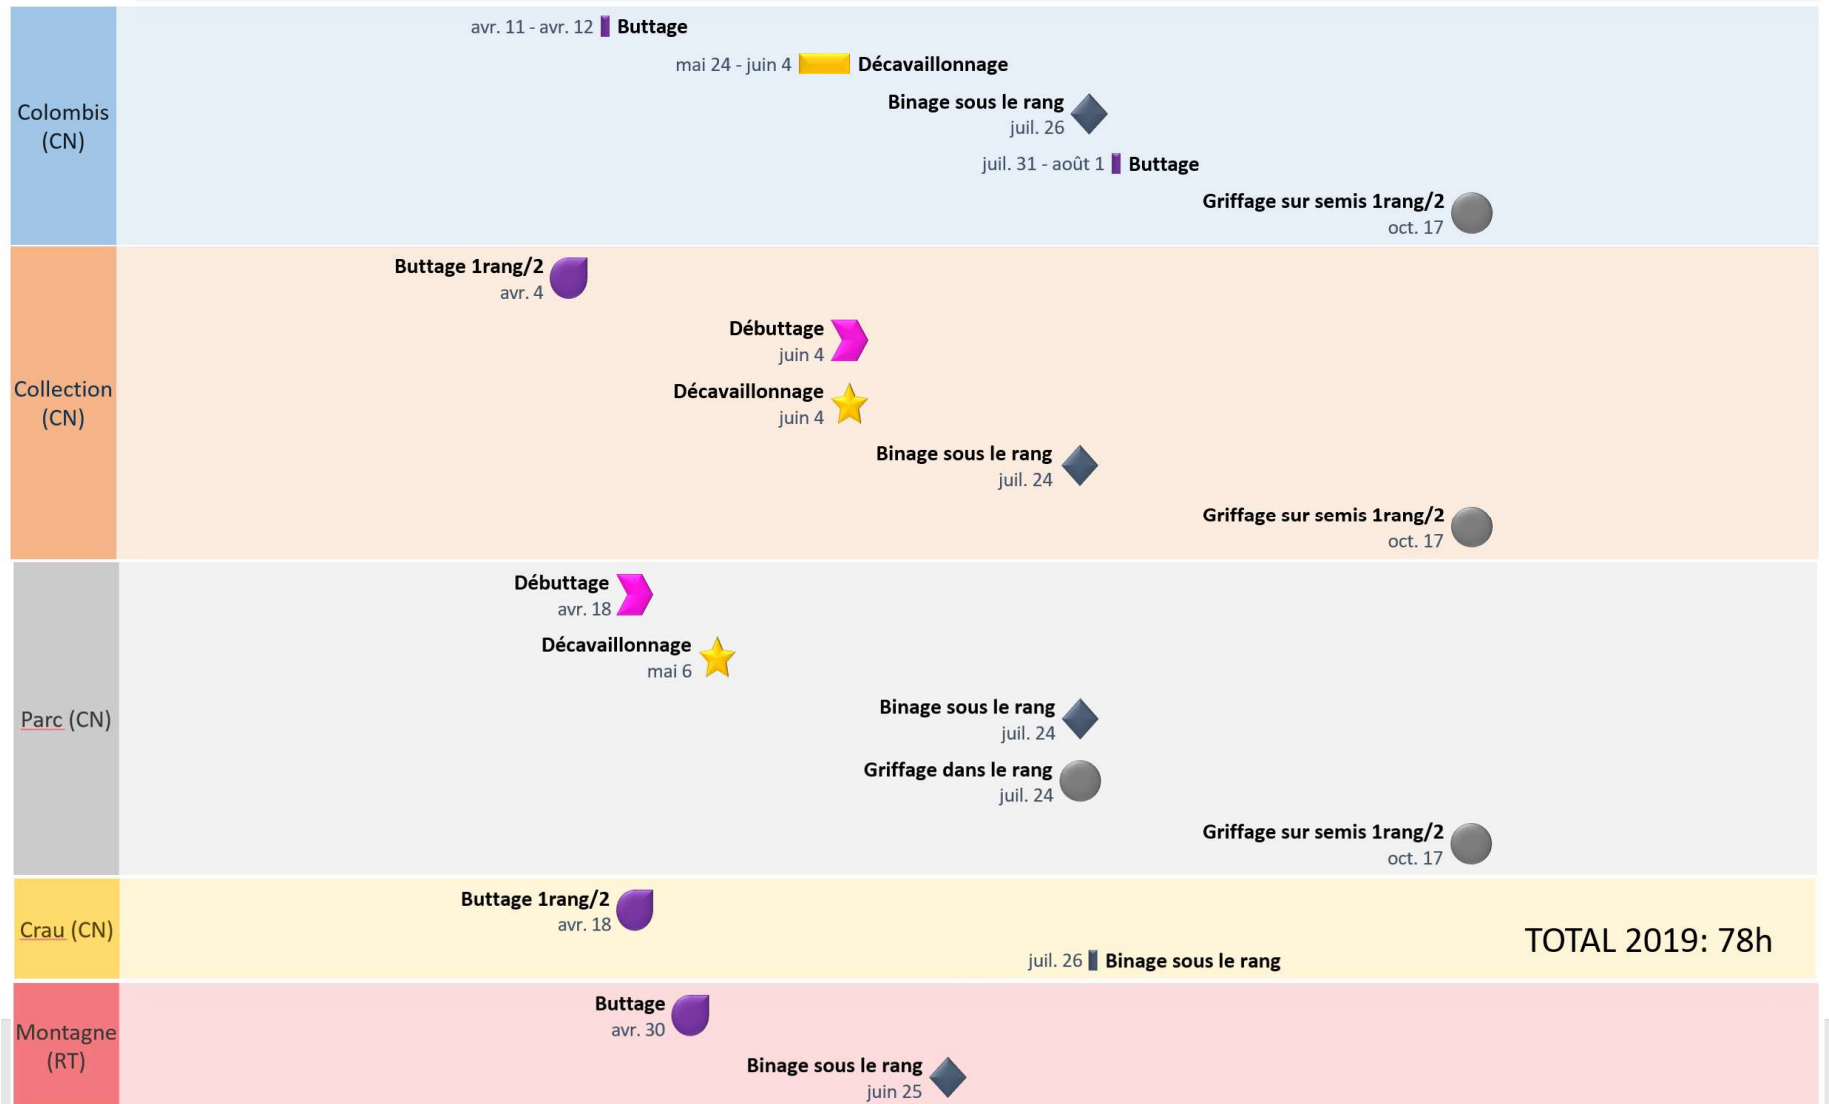 Colombis
(CN)
avr. 11 - avr. 12 Buttage
mai 24 - juin 4 Décavaillonnage
Binage sous le rang
juil. 26
juil. 31 - août 1 Buttage
Griffage sur semis 1rang/2
oct. 17
Collection
(CN)
Buttage 1rang/2
avr. 4
Débuttage
juin 4
Décavaillonnage
juin 4
Binage sous le rang
juil. 24
Griffage sur semis 1rang/2
oct. 17
Parc (CN)
Débuttage
avr. 18
Décavaillonnage
mai 6
Binage sous le rang
juil. 24
Griffage dans le rang
juil. 24
Griffage sur semis 1rang/2
oct. 17
Crau (CN)
Buttage 1rang/2
avr. 18
juil. 26 Binage sous le rang
TOTAL 2019: 78h
Montagne
(RT)
Buttage
avr. 30
Binage sous le rang
juin 25